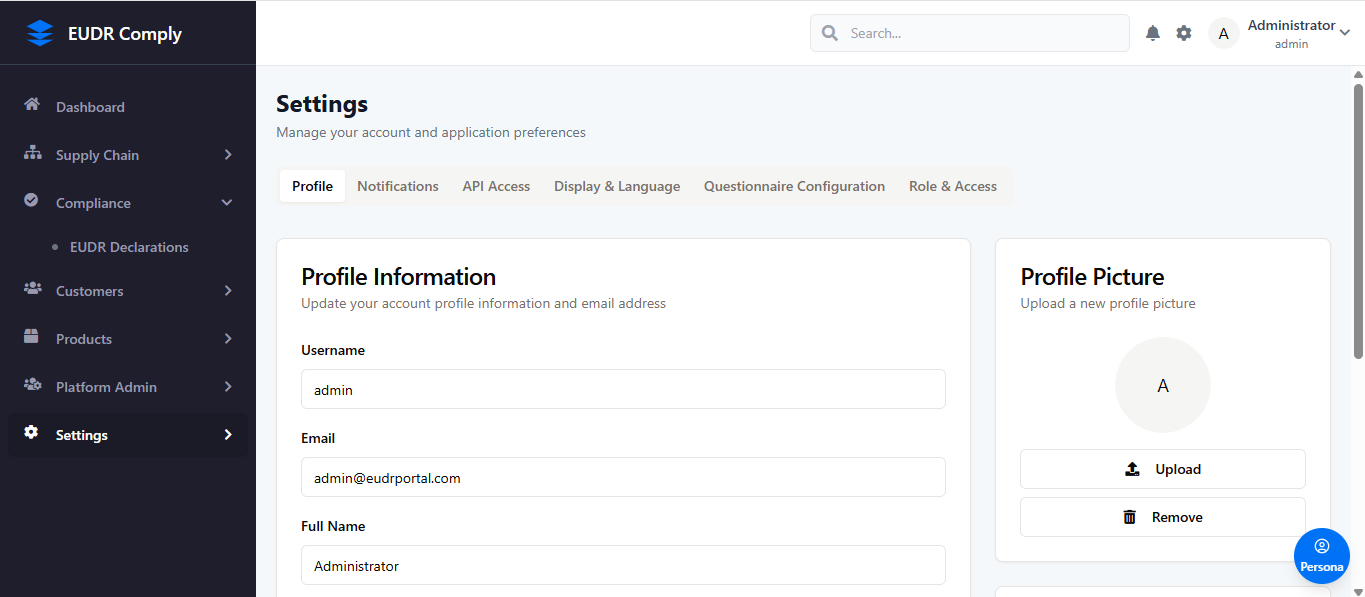 EUDR Comply
Search...
A
Administrator
admin
Dashboard
Supply Chain
Compliance
EUDR Declarations
Customers
Products
Platform Admin
Settings
Settings
Manage your account and application preferences
Profile Notifications API Access Display & Language Questionnaire Configuration Role & Access
Profile Information
Update your account profile information and email address
Username
admin
Email
admin@eudrportal.com
Full Name
Administrator
Profile Picture
Upload a new profile picture
A
Upload
Remove
Persona